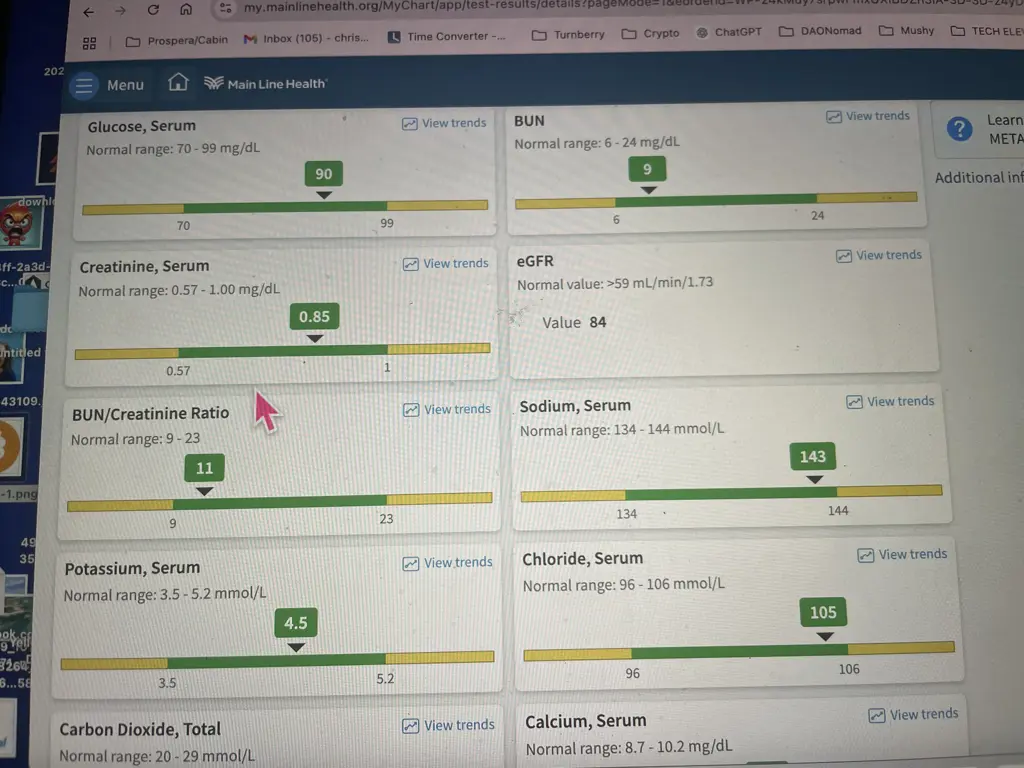 my.mainlinehealth.org/MyChart/app/test-results/details?pageMode=1&eorderid=WP-24kMdy
Prospera/Cabin
Inbox (105) - chris...
Time Converter -...
Turnberry
Crypto
ChatGPT
DAONomad
Mushy
TECH ELE
202
Menu
Main Line Health
Glucose, Serum
View trends
Normal range: 70 - 99 mg/dL
90
70
99
BUN
View trends
Normal range: 6 - 24 mg/dL
9
6
24
Learn
META
Additional inf
downlo
Creatinine, Serum
View trends
Normal range: 0.57 - 1.00 mg/dL
0.85
0.57
1
eGFR
View trends
Normal value: >59 mL/min/1.73
Value 84
ff-2a3d-
c...
ntitled
43109.
BUN/Creatinine Ratio
View trends
Normal range: 9 - 23
11
9
23
Sodium, Serum
View trends
Normal range: 134 - 144 mmol/L
143
134
144
-1.png
49
35
Potassium, Serum
View trends
Normal range: 3.5 - 5.2 mmol/L
4.5
3.5
5.2
Chloride, Serum
View trends
Normal range: 96 - 106 mmol/L
105
96
106
Carbon Dioxide, Total
View trends
Normal range: 20 - 29 mmol/L
Calcium, Serum
View trends
Normal range: 8.7 - 10.2 mg/dL